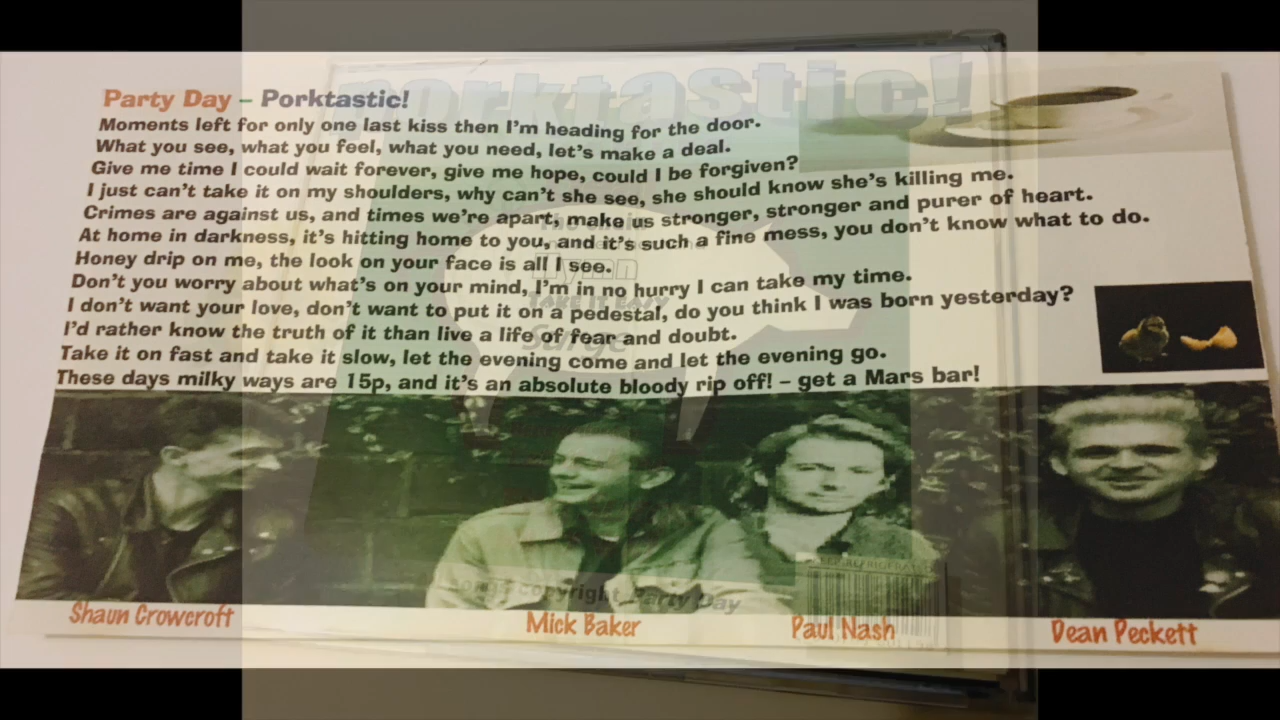 porktastic!
Party Day – Porktastic!
Moments left for only one last kiss then I'm heading for the door.
What you see, what you feel, what you need, let's make a deal.
Give me time I could wait forever, give me hope, could I be forgiven?
I just can't take it on my shoulders, why can't she see, she should know she's killing me.
Crimes are against us, and times we're apart, make us stronger, stronger and purer of heart.
At home in darkness, it's hitting home to you, and it's such a fine mess, you don't know what to do.
Honey drip on me, the look on your face is all I see.
Don't you worry about what's on your mind, I'm in no hurry I can take my time.
I don't want your love, don't want to put it on a pedestal, do you think I was born yesterday?
I'd rather know the truth of it than live a life of fear and doubt.
Take it on fast and take it slow, let the evening come and let the evening go.
These days milky ways are 15p, and it's an absolute bloody rip off! – get a Mars bar!
Hymn
Take it Easy
Surge
songs copyright Party Day
Shaun Crowcroft
Mick Baker
Paul Nash
Dean Peckett